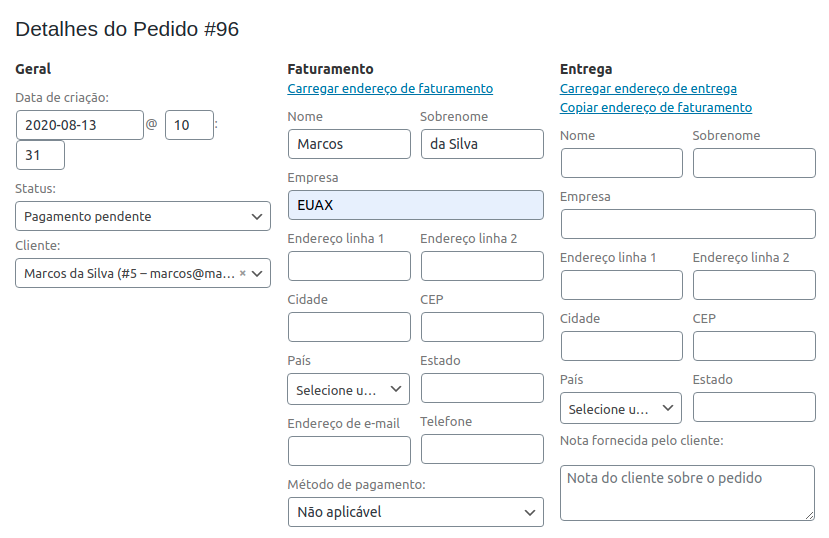 Detalhes do Pedido #96
Geral
Data de criação:
2020-08-13 @ 10 :
31
Status:
Pagamento pendente
Cliente:
Marcos da Silva (#5 – marcos@ma... ×
Faturamento
Carregar endereço de faturamento
Nome Sobrenome
Marcos da Silva
Empresa
EUAX
Endereço linha 1 Endereço linha 2
Cidade CEP
País Estado
Selecione u...
Endereço de e-mail Telefone
Método de pagamento:
Não aplicável
Entrega
Carregar endereço de entrega
Copiar endereço de faturamento
Nome Sobrenome
Empresa
Endereço linha 1 Endereço linha 2
Cidade CEP
País Estado
Selecione u...
Nota fornecida pelo cliente:
Nota do cliente sobre o pedido